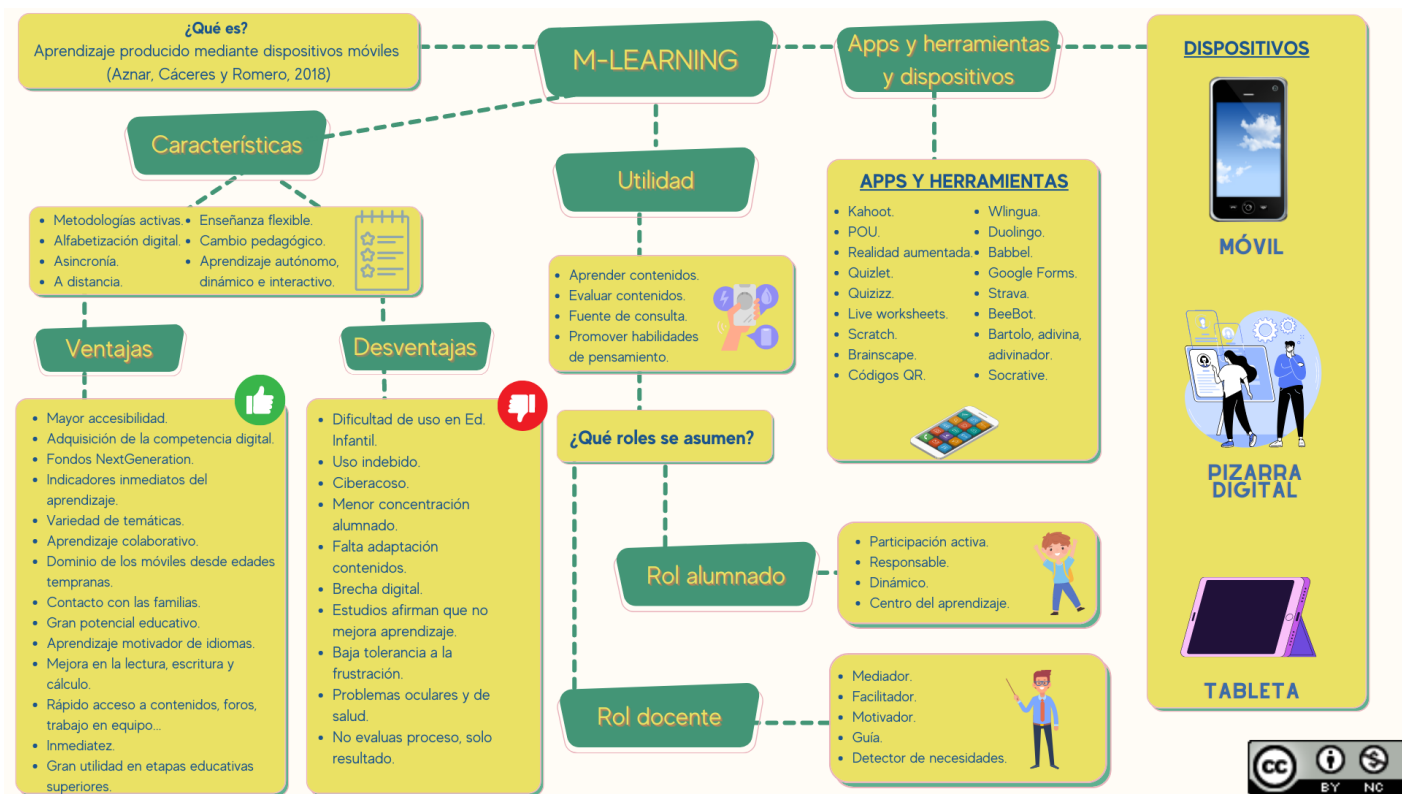 ¿Qué es?
Aprendizaje producido mediante dispositivos móviles
(Aznar, Cáceres y Romero, 2018)
M-LEARNING
Apps y herramientas
y dispositivos
Características
• Metodologías activas.
• Alfabetización digital.
• Asincronía.
• A distancia.
• Enseñanza flexible.
• Cambio pedagógico.
• Aprendizaje autónomo,
dinámico e interactivo.
Ventajas
• Mayor accesibilidad.
• Adquisición de la competencia digital.
• Fondos NextGeneration.
• Indicadores inmediatos del
aprendizaje.
• Variedad de temáticas.
• Aprendizaje colaborativo.
• Dominio de los móviles desde edades
tempranas.
• Contacto con las familias.
• Gran potencial educativo.
• Aprendizaje motivador de idiomas.
• Mejora en la lectura, escritura y
cálculo.
• Rápido acceso a contenidos, foros,
trabajo en equipo...
• Inmediatez.
• Gran utilidad en etapas educativas
superiores.
Desventajas
• Dificultad de uso en Ed.
Infantil.
• Uso indebido.
• Ciberacoso.
• Menor concentración
alumnado.
• Falta adaptación
contenidos.
• Brecha digital.
• Estudios afirman que no
mejora aprendizaje.
• Baja tolerancia a la
frustración.
• Problemas oculares y de
salud.
• No evaluas proceso, solo
resultado.
Utilidad
• Aprender contenidos.
• Evaluar contenidos.
• Fuente de consulta.
• Promover habilidades
de pensamiento.
¿Qué roles se asumen?
Rol alumnado
• Participación activa.
• Responsable.
• Dinámico.
• Centro del aprendizaje.
Rol docente
• Mediador.
• Facilitador.
• Motivador.
• Guía.
• Detector de necesidades.
APPS Y HERRAMIENTAS
• Kahoot.
• POU.
• Realidad aumentada.
• Quizlet.
• Quizizz.
• Live worksheets.
• Scratch.
• Brainscape.
• Códigos QR.
• Wlingua.
• Duolingo.
• Babbel.
• Google Forms.
• Strava.
• BeeBot.
• Bartolo, adivina,
adivinador.
• Socrative.
DISPOSITIVOS
MÓVIL
PIZARRA
DIGITAL
TABLETA
cc
BY NC